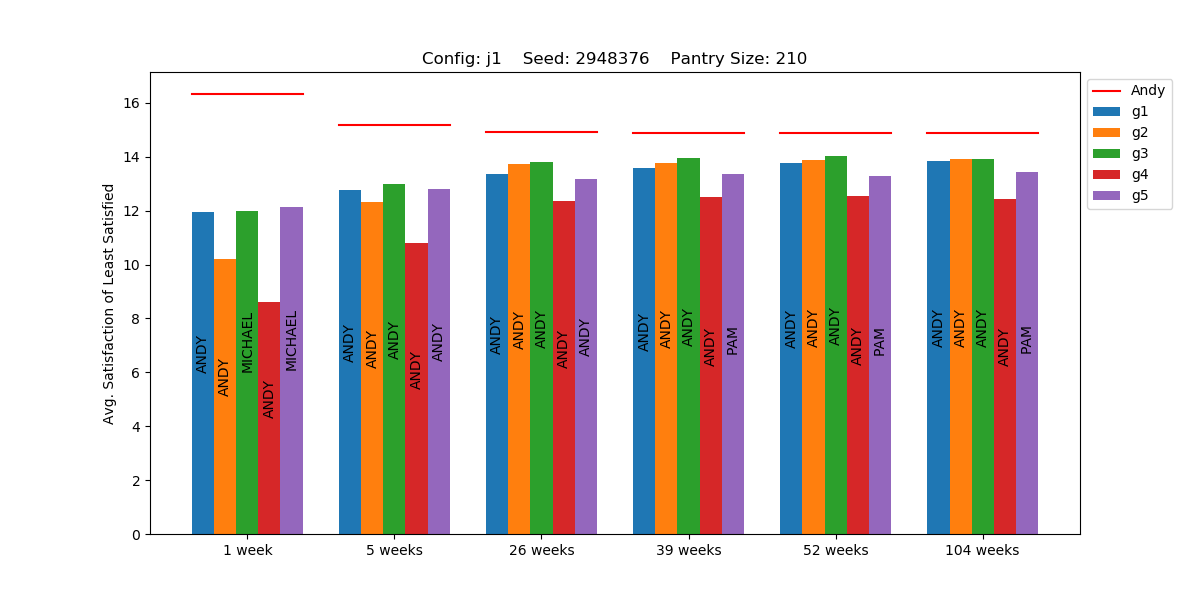 Config: j1    Seed: 2948376    Pantry Size: 210
Avg. Satisfaction of Least Satisfied
16
14
12
10
8
6
4
2
0
ANDY
ANDY
MICHAEL
ANDY
MICHAEL
ANDY
ANDY
ANDY
ANDY
ANDY
ANDY
ANDY
ANDY
ANDY
ANDY
ANDY
ANDY
ANDY
ANDY
PAM
ANDY
ANDY
ANDY
ANDY
PAM
ANDY
ANDY
ANDY
ANDY
PAM
1 week
5 weeks
26 weeks
39 weeks
52 weeks
104 weeks
Andy
g1
g2
g3
g4
g5